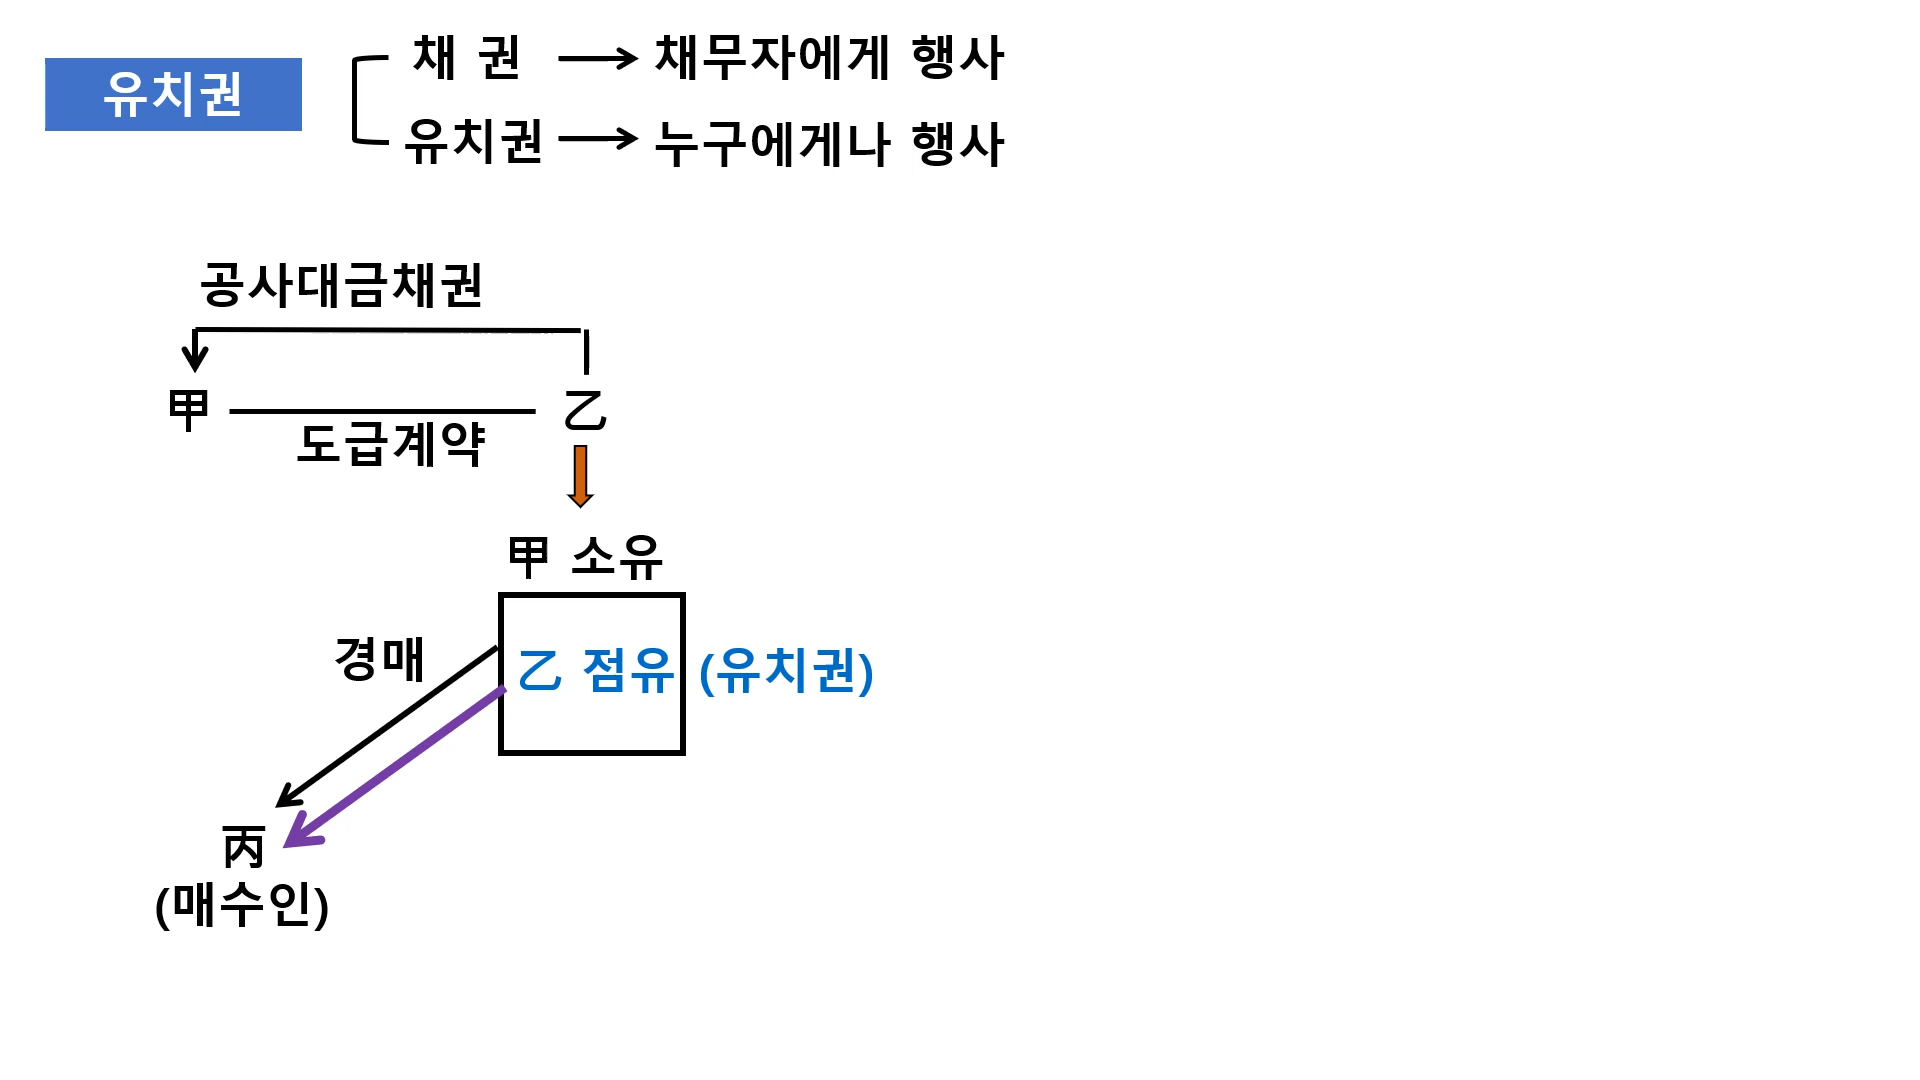 유치권
채 권 → 채무자에게 행사
유치권 → 누구에게나 행사
공사대금채권
甲
乙
도급계약
甲 소유
경매
乙 점유 (유치권)
丙
(매수인)